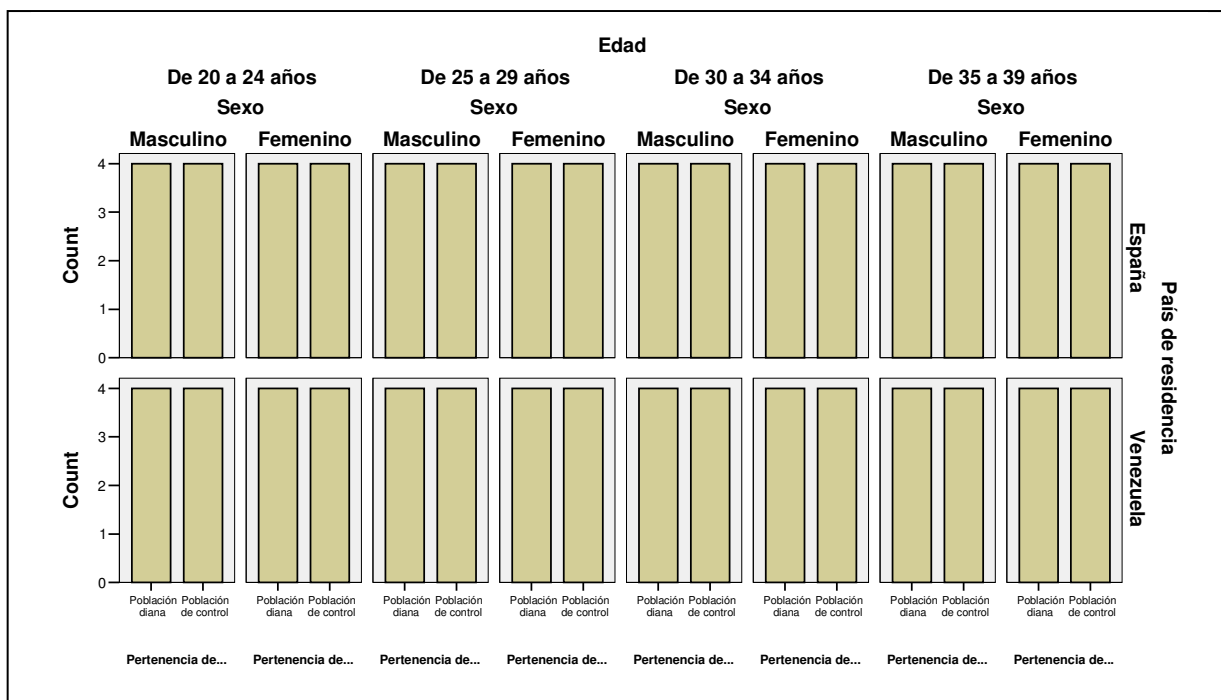 Edad
De 20 a 24 años De 25 a 29 años De 30 a 34 años De 35 a 39 años
Sexo Sexo Sexo Sexo
Masculino Femenino Masculino Femenino Masculino Femenino Masculino Femenino
4
3
2
1
0
Count
España
4
3
2
1
0
Count
Venezuela
País de residencia
Población Población Población Población Población Población Población Población Población Población Población Población Población Población Población Población
diana de control diana de control diana de control diana de control diana de control diana de control diana de control diana de control
Pertenencia de... Pertenencia de... Pertenencia de... Pertenencia de... Pertenencia de... Pertenencia de... Pertenencia de... Pertenencia de...